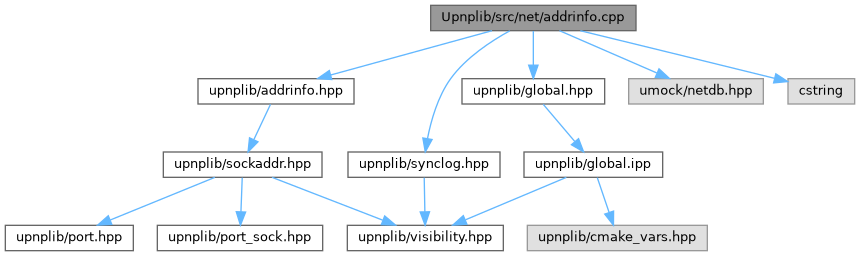 Upnplib/src/net/addrinfo.cpp
upnplib/addrinfo.hpp
upnplib/global.hpp
umock/netdb.hpp
cstring
upnplib/sockaddr.hpp
upnplib/synclog.hpp
upnplib/global.ipp
upnplib/port.hpp
upnplib/port_sock.hpp
upnplib/visibility.hpp
upnplib/cmake_vars.hpp